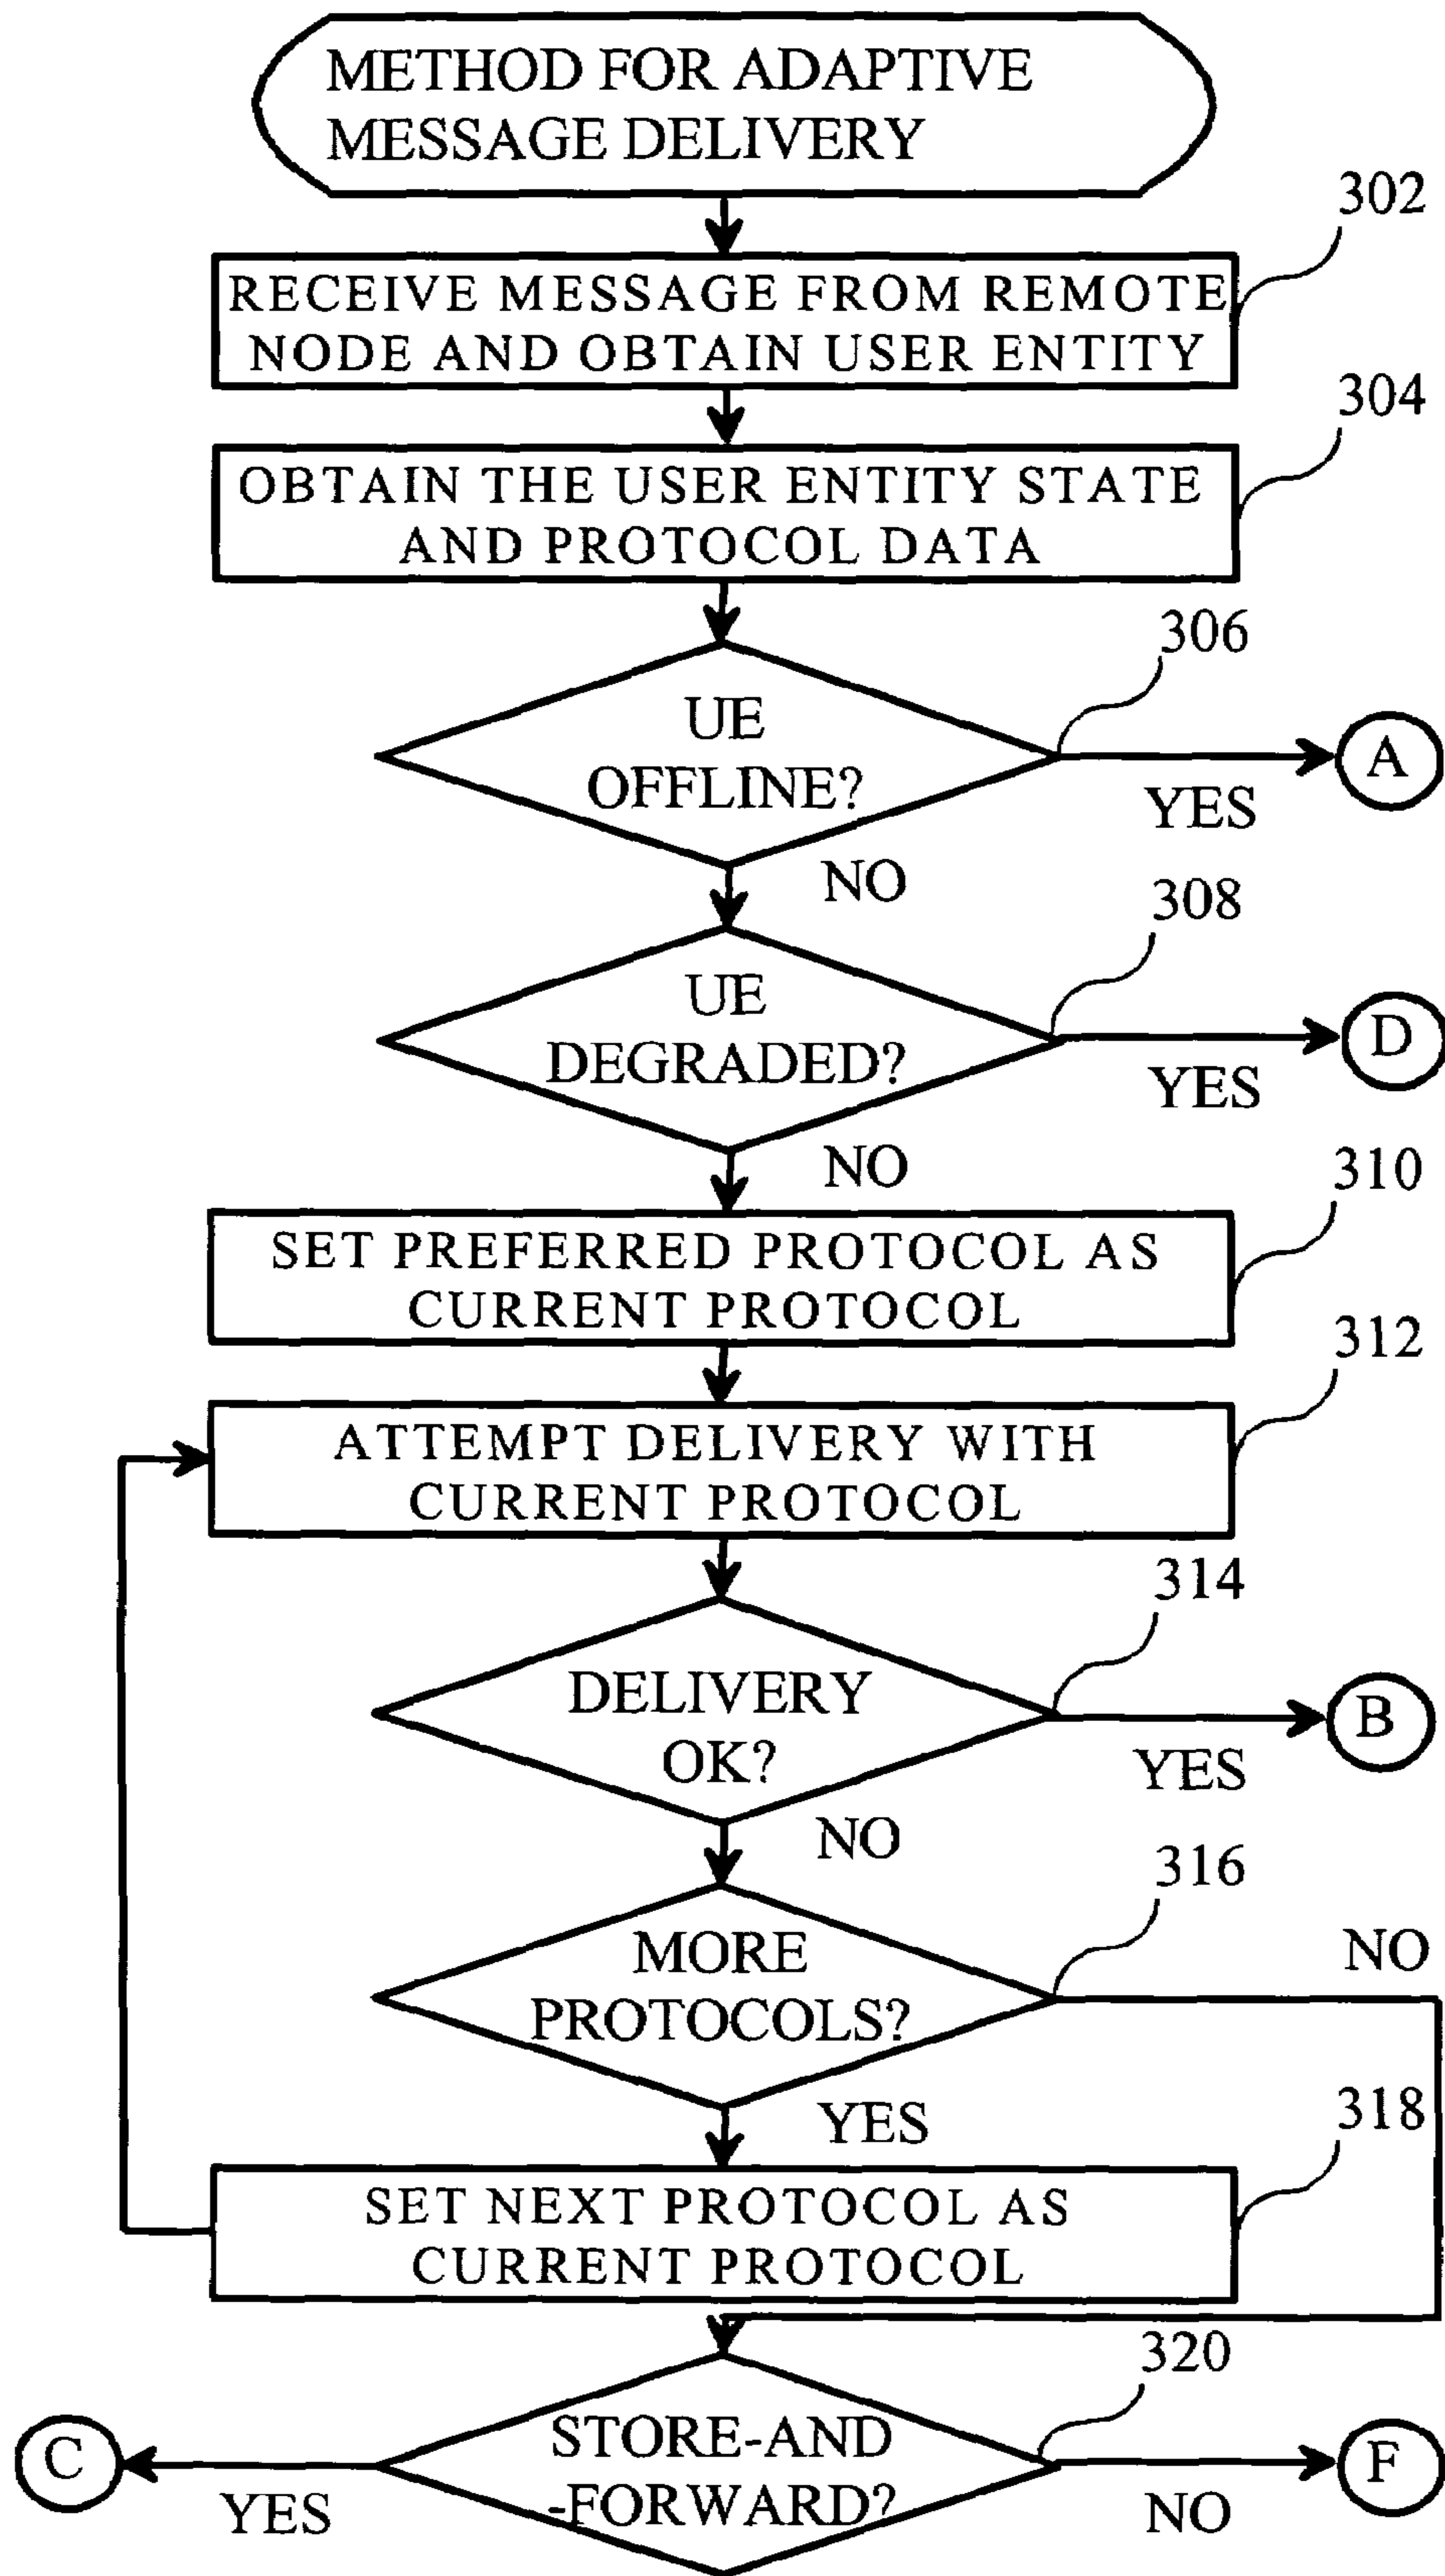 METHOD FOR ADAPTIVE
MESSAGE DELIVERY
302
RECEIVE MESSAGE FROM REMOTE
NODE AND OBTAIN USER ENTITY
304
OBTAIN THE USER ENTITY STATE
AND PROTOCOL DATA
306
UE
OFFLINE?
A
YES
NO
308
UE
DEGRADED?
D
YES
NO
310
SET PREFERRED PROTOCOL AS
CURRENT PROTOCOL
312
ATTEMPT DELIVERY WITH
CURRENT PROTOCOL
314
DELIVERY
OK?
B
YES
NO
316
MORE
PROTOCOLS?
NO
YES
318
SET NEXT PROTOCOL AS
CURRENT PROTOCOL
320
STORE-AND
-FORWARD?
C
YES
F
NO